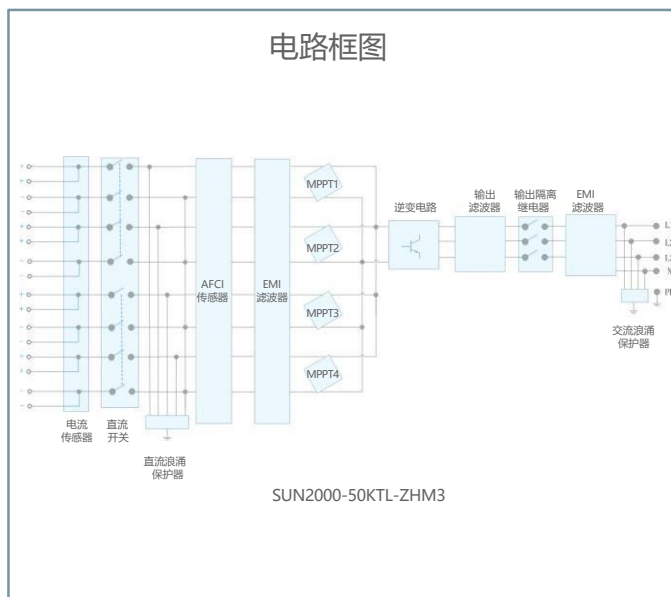 电路框图
MPPT1
MPPT2
MPPT3
MPPT4
AFCI
传感器
EMI
滤波器
逆变电路
输出
滤波器
输出隔离
继电器
EMI
滤波器
N
交流浪涌
保护器
电流
传感器
直流
开关
直流浪涌
保护器
SUN2000-50KTL-ZHM3